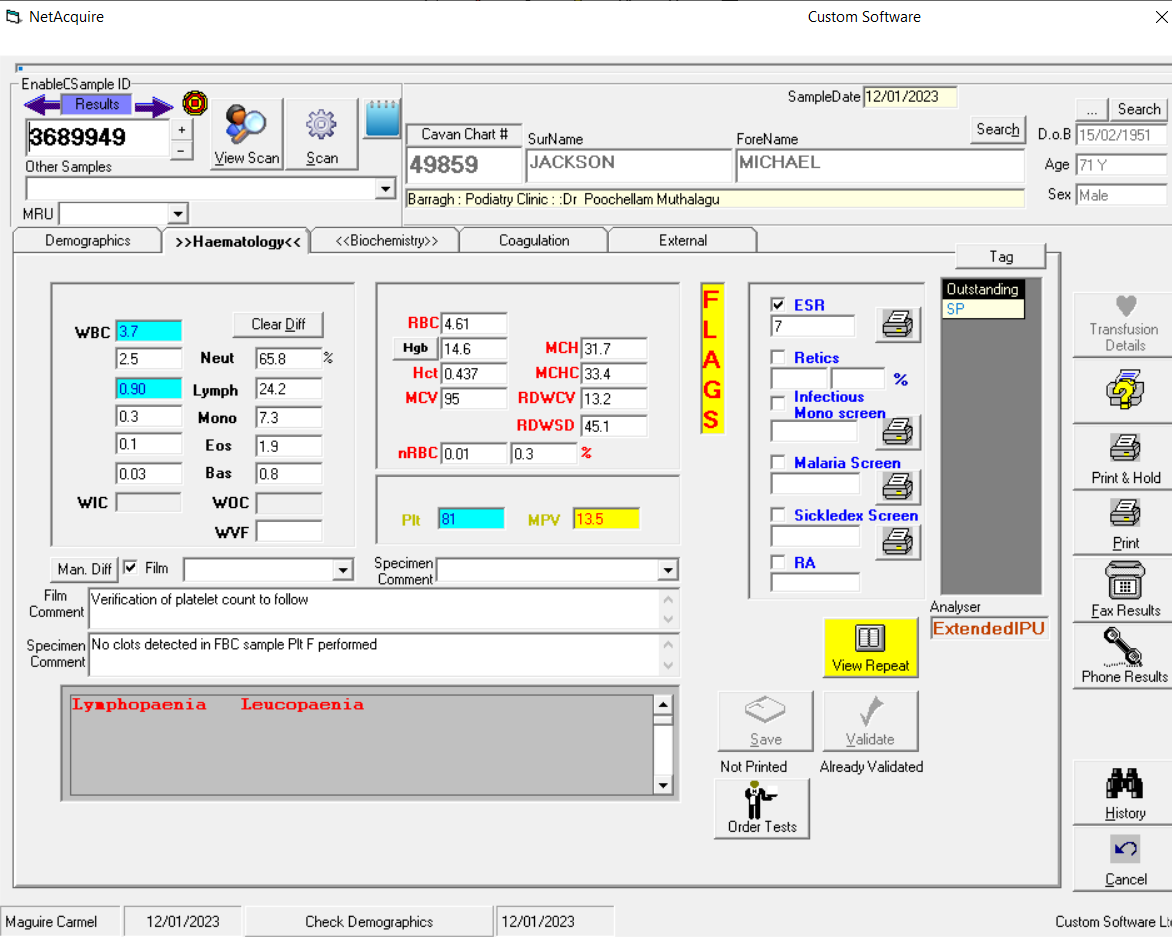 NetAcquire Custom Software
EnableCSample ID
Results
3689949
+
-
View Scan
Scan
Other Samples
MRU
SampleDate 12/01/2023
Cavan Chart # SurName ForeName Search
49859 JACKSON MICHAEL
Barragh : Podiatry Clinic : :Dr Poochellam Muthalagu
... Search
D.o.B 15/02/1951
Age 71 Y
Sex Male
Demographics >>Haematology<< <<Biochemistry>> Coagulation External
Tag
WBC 3.7 Clear Diff
2.5 Neut 65.8 %
0.90 Lymph 24.2
0.3 Mono 7.3
0.1 Eos 1.9
0.03 Bas 0.8
WIC WOC
WVF
RBC 4.61
Hgb 14.6 MCH 31.7
Hct 0.437 MCHC 33.4
MCV 95 RDWCV 13.2
RDWSD 45.1
nRBC 0.01 0.3 %
Plt 81 MPV 13.5
F
L
A
G
S
ESR
7
Retics
%
Infectious
Mono screen
Malaria Screen
Sickledex Screen
RA
Outstanding
SP
Analyser
ExtendedIPU
Man. Diff Film
Specimen
Comment
Film
Comment
Verification of platelet count to follow
Specimen
Comment
No clots detected in FBC sample Plt F performed
Lymphopaenia Leucopaenia
View Repeat
Save Validate
Not Printed Already Validated
Order Tests
Transfusion
Details
Print & Hold
Print
Fax Results
Phone Results
History
Cancel
Maguire Carmel 12/01/2023 Check Demographics 12/01/2023 Custom Software Lt